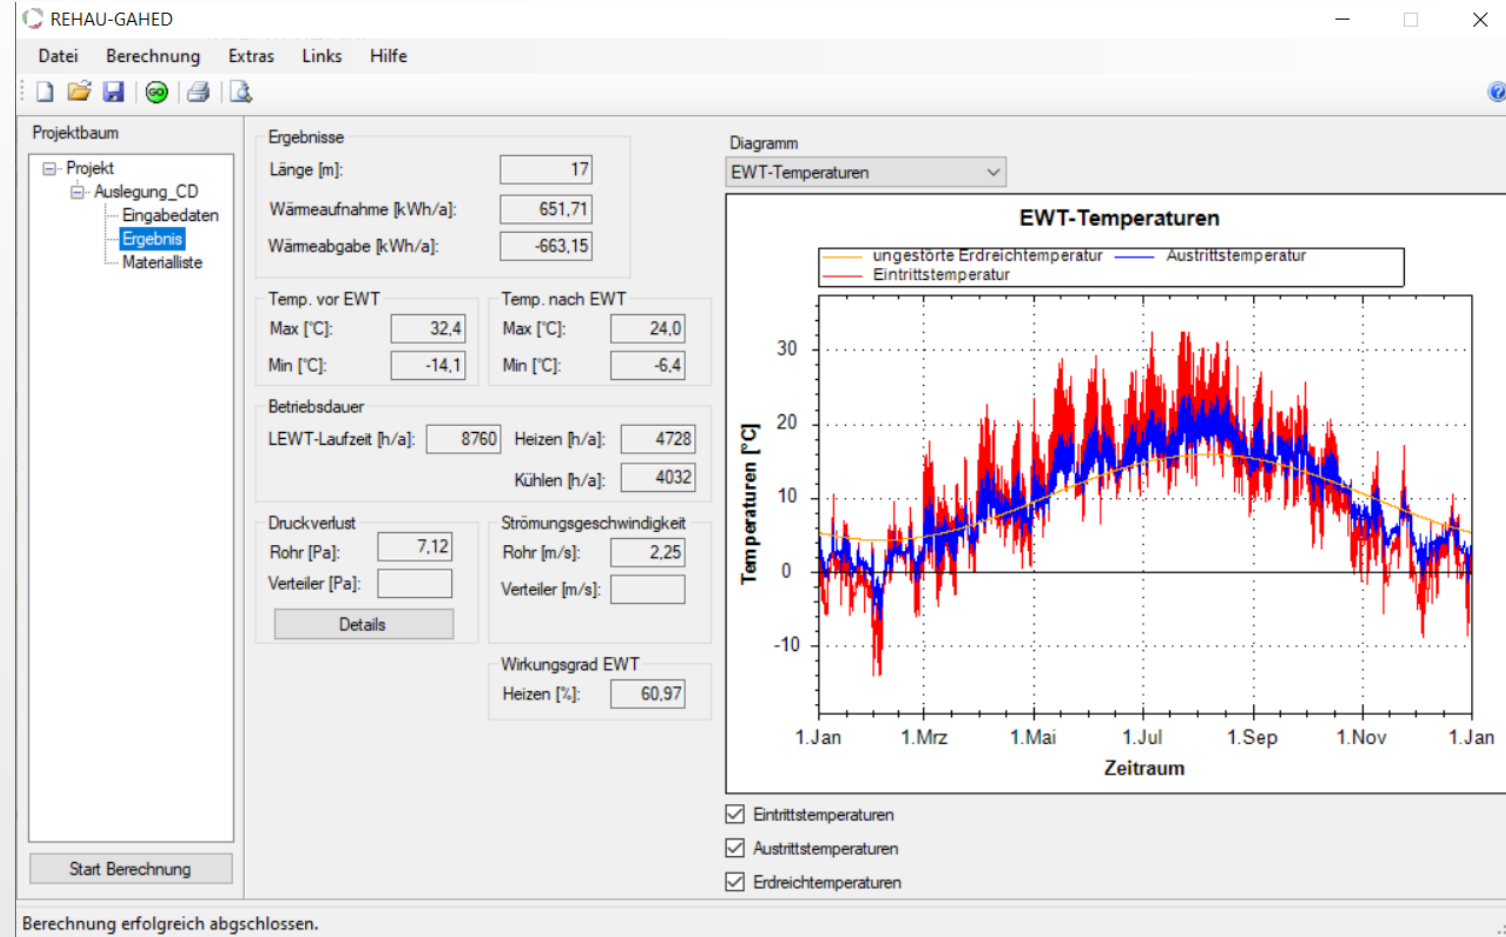 REHAU-GAHED
Datei Berechnung Extras Links Hilfe
GO
?
Projektbaum
Projekt
Auslegung_CD
Eingabedaten
Ergebnis
Materialliste
Start Berechnung
Ergebnisse
Länge [m]: 17
Wärmeaufnahme [kWh/a]: 651,71
Wärmeabgabe [kWh/a]: -663,15
Temp. vor EWT
Max [°C]: 32,4
Min [°C]: -14,1
Temp. nach EWT
Max [°C]: 24,0
Min [°C]: -6,4
Betriebsdauer
LEWT-Laufzeit [h/a]: 8760 Heizen [h/a]: 4728
Kühlen [h/a]: 4032
Druckverlust
Rohr [Pa]: 7,12
Verteiler [Pa]:
Details
Strömungsgeschwindigkeit
Rohr [m/s]: 2,25
Verteiler [m/s]:
Wirkungsgrad EWT
Heizen [%]: 60,97
Diagramm
EWT-Temperaturen
EWT-Temperaturen
ungestörte Erdreichtemperatur Austrittstemperatur
Eintrittstemperatur
Temperaturen [°C]
30
20
10
0
-10
1.Jan 1.Mrz 1.Mai 1.Jul 1.Sep 1.Nov 1.Jan
Zeitraum
Eintrittstemperaturen
Austrittstemperaturen
Erdreichtemperaturen
Berechnung erfolgreich abgschlossen.